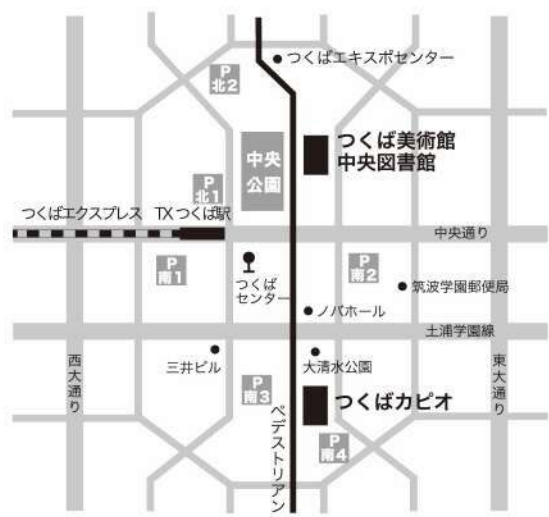 つくばエキスポセンター
P
北2
つくば美術館
中央図書館
中央
公園
P
北1
つくばエクスプレス TX つくば駅
中央通り
P
南1
つくば
センター
P
南2
筑波学園郵便局
ノバホール
土浦学園線
三井ビル
大清水公園
西大通り
東大通り
P
南3
つくばカピオ
ペデストリアン
P
南4